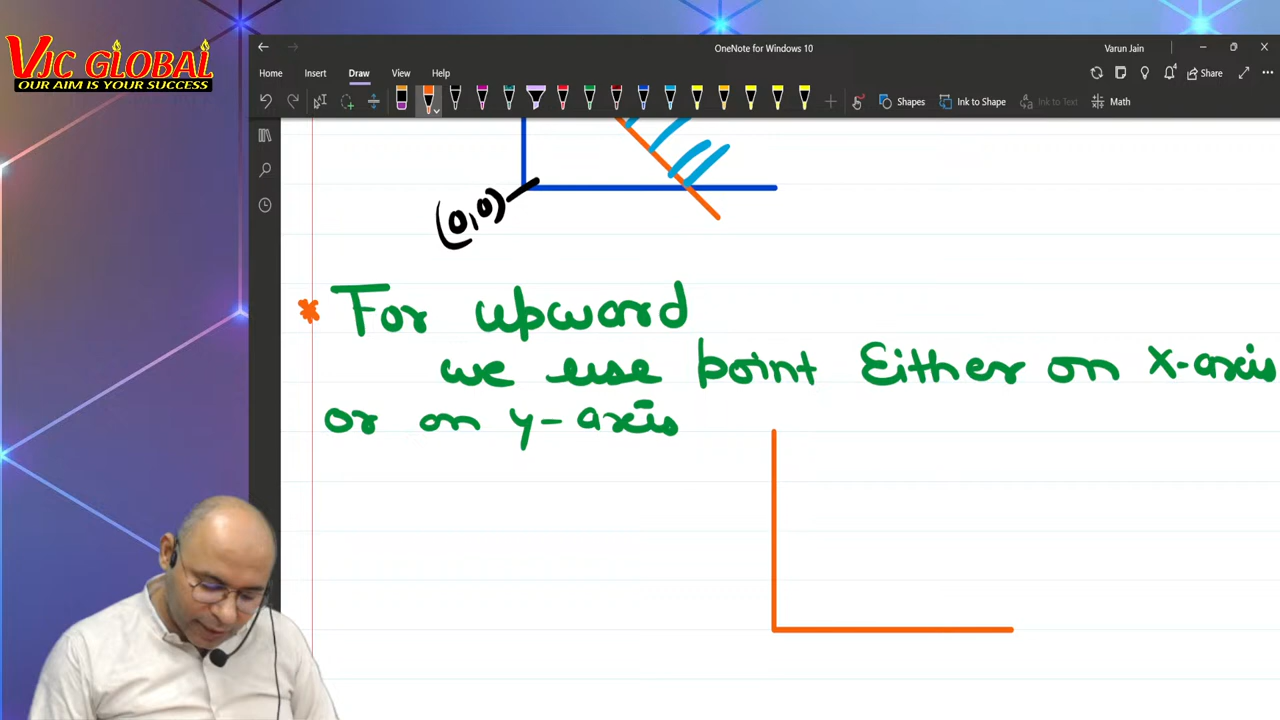 VJC GLOBAL
OUR AIM IS YOUR SUCCESS
OneNote for Windows 10
Varun Jain
Home Insert Draw View Help
Share
Shapes Ink to Shape Ink to Text Math
(0,0)
* For upward
we use point Either on X-axis
or on y-axis